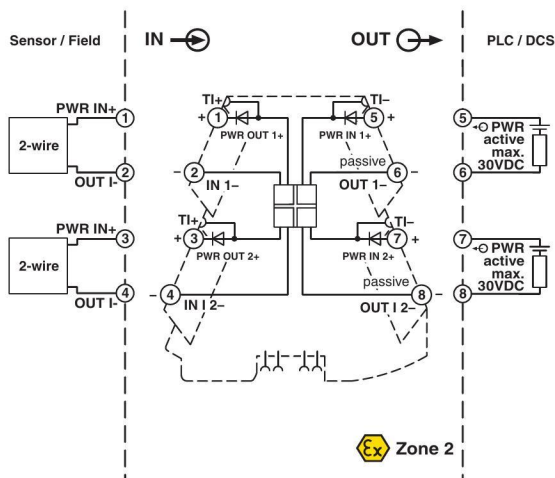 Sensor / Field
IN
OUT
PLC / DCS
PWR IN+
1
2-wire
2
OUT I-
PWR IN+
3
2-wire
OUT I-
4
TI+
+
1
PWR OUT 1+
–
2
IN 1–
TI+
+
3
PWR OUT 2+
–
4
IN I 2–
TI–
5
+
PWR IN 1+
passive
6
–
OUT 1–
TI–
7
+
PWR IN 2+
passive
8
–
OUT I 2–
5
PWR
active
max.
30VDC
6
7
PWR
active
max.
30VDC
8
Ex Zone 2